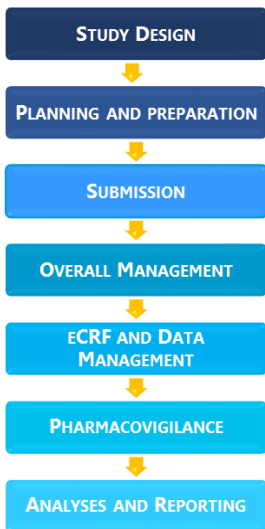 STUDY DESIGN
PLANNING AND PREPARATION
SUBMISSION
OVERALL MANAGEMENT
eCRF AND DATA
MANAGEMENT
PHARMACOVIGILANCE
ANALYSES AND REPORTING